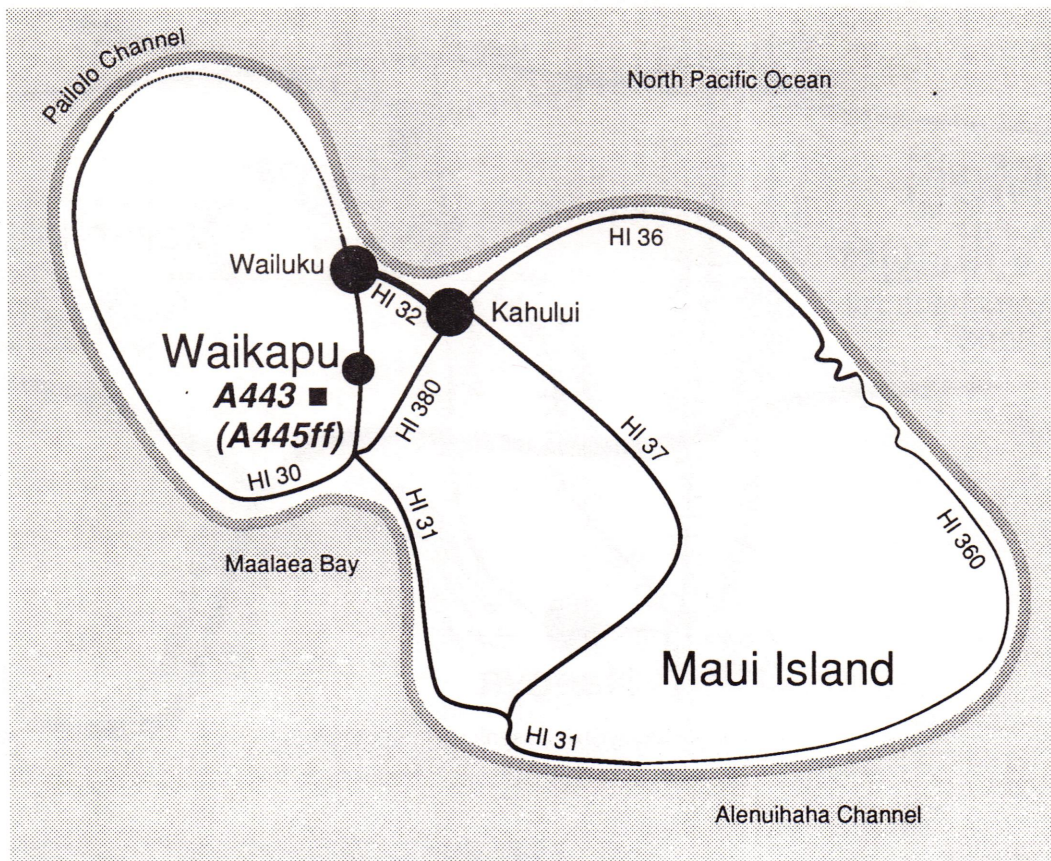 Pailolo Channel
North Pacific Ocean
HI 36
Wailuku
HI 32
Kahului
Waikapu
A443 ■
(A445ff)
HI 380
HI 37
HI 30
HI 31
HI 360
Maalaea Bay
Maui Island
HI 31
Alenuihaha Channel